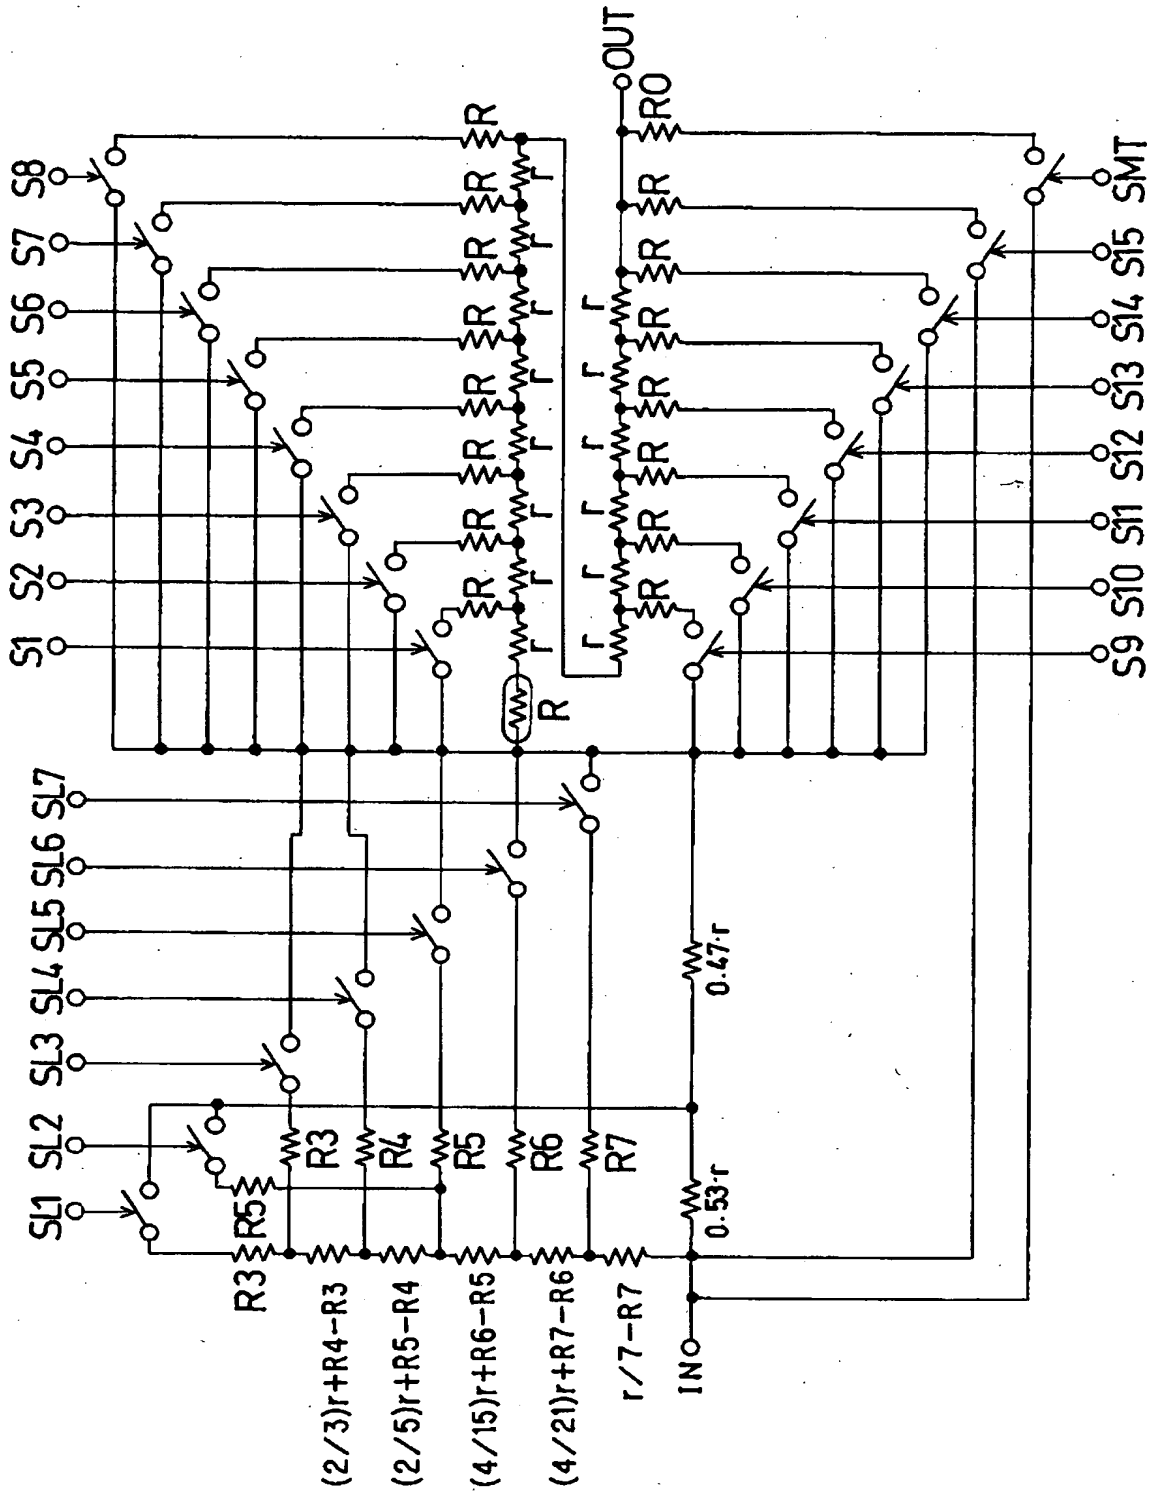 S1 S2 S3 S4 S5 S6 S7 S8
SL1 SL2 SL3 SL4 SL5 SL6 SL7
R R R R R R R R
R r r r r r r r r
OUT
r r r r r r
R R R R R R R RO
S9 S10 S11 S12 S13 S14 S15 SMT
R3 R5
R3
R4
R5
R6
R7
(2/3)r+R4-R3
(2/5)r+R5-R4
(4/15)r+R6-R5
(4/21)r+R7-R6
r/7-R7
IN
0.53·r
0.47·r